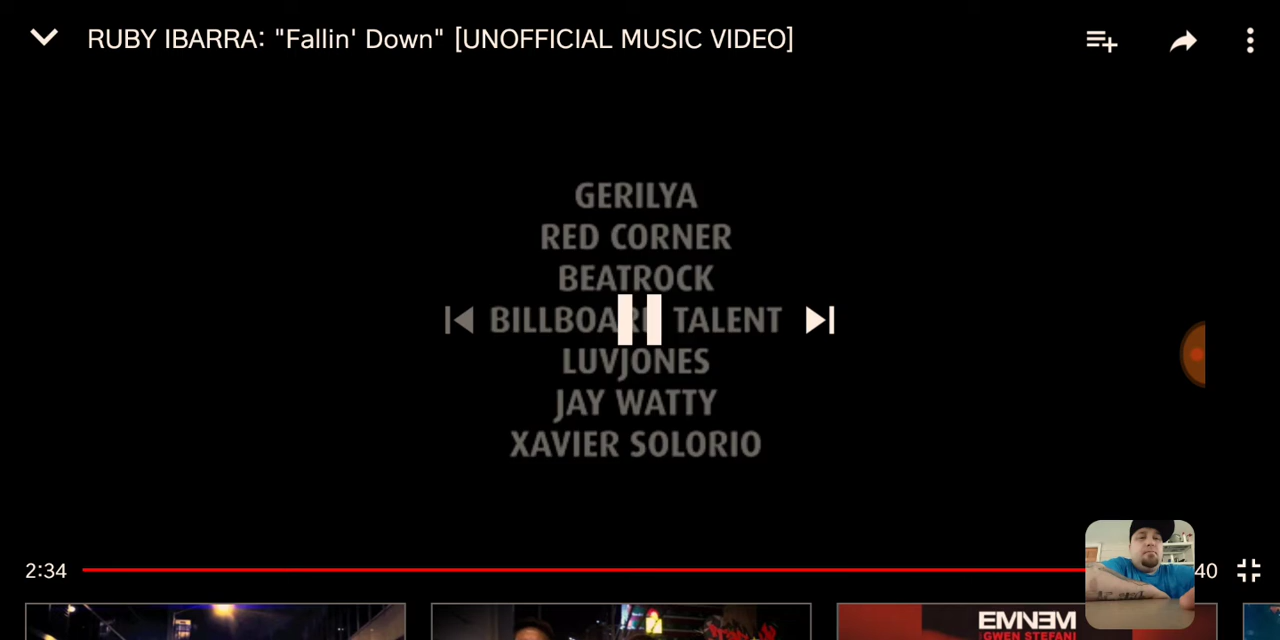 RUBY IBARRA: "Fallin' Down" [UNOFFICIAL MUSIC VIDEO]
GERILYA
RED CORNER
BEATROCK
BILLBOARD TALENT
LUVJONES
JAY WATTY
XAVIER SOLORIO
2:34
40
EMINEM
GWEN STEFANI